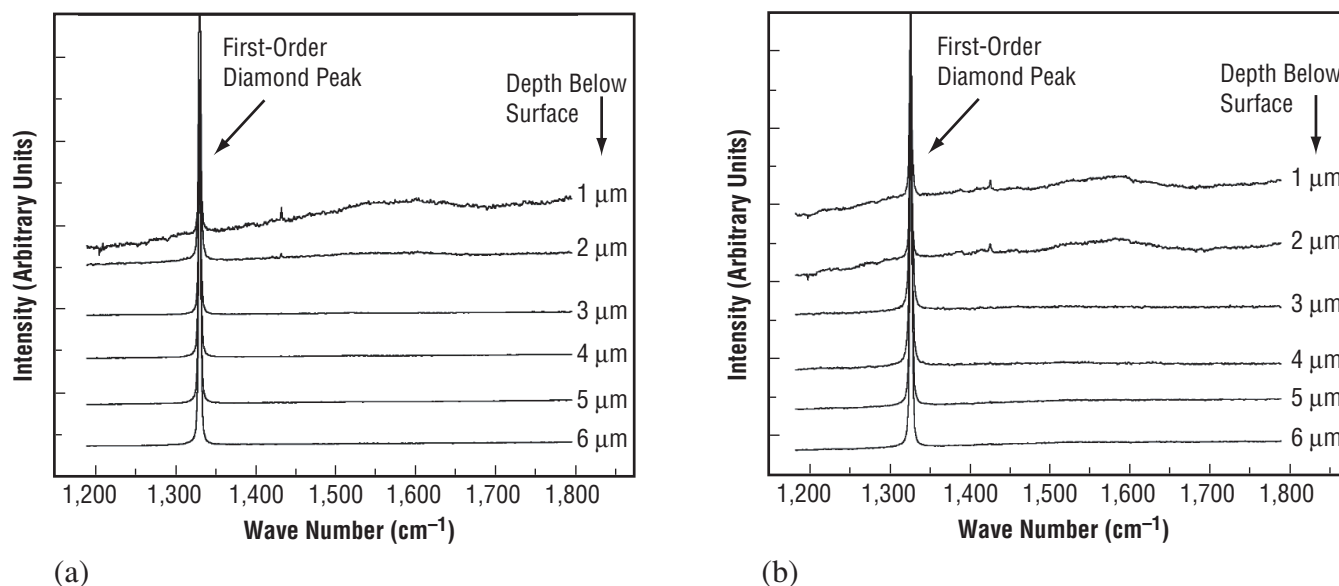 First-Order
Diamond Peak
Depth Below
Surface
Intensity (Arbitrary Units)
1 μm
2 μm
3 μm
4 μm
5 μm
6 μm
1,200 1,300 1,400 1,500 1,600 1,700 1,800
Wave Number (cm⁻¹)
(a)
First-Order
Diamond Peak
Depth Below
Surface
Intensity (Arbitrary Units)
1 μm
2 μm
3 μm
4 μm
5 μm
6 μm
1,200 1,300 1,400 1,500 1,600 1,700 1,800
Wave Number (cm⁻¹)
(b)